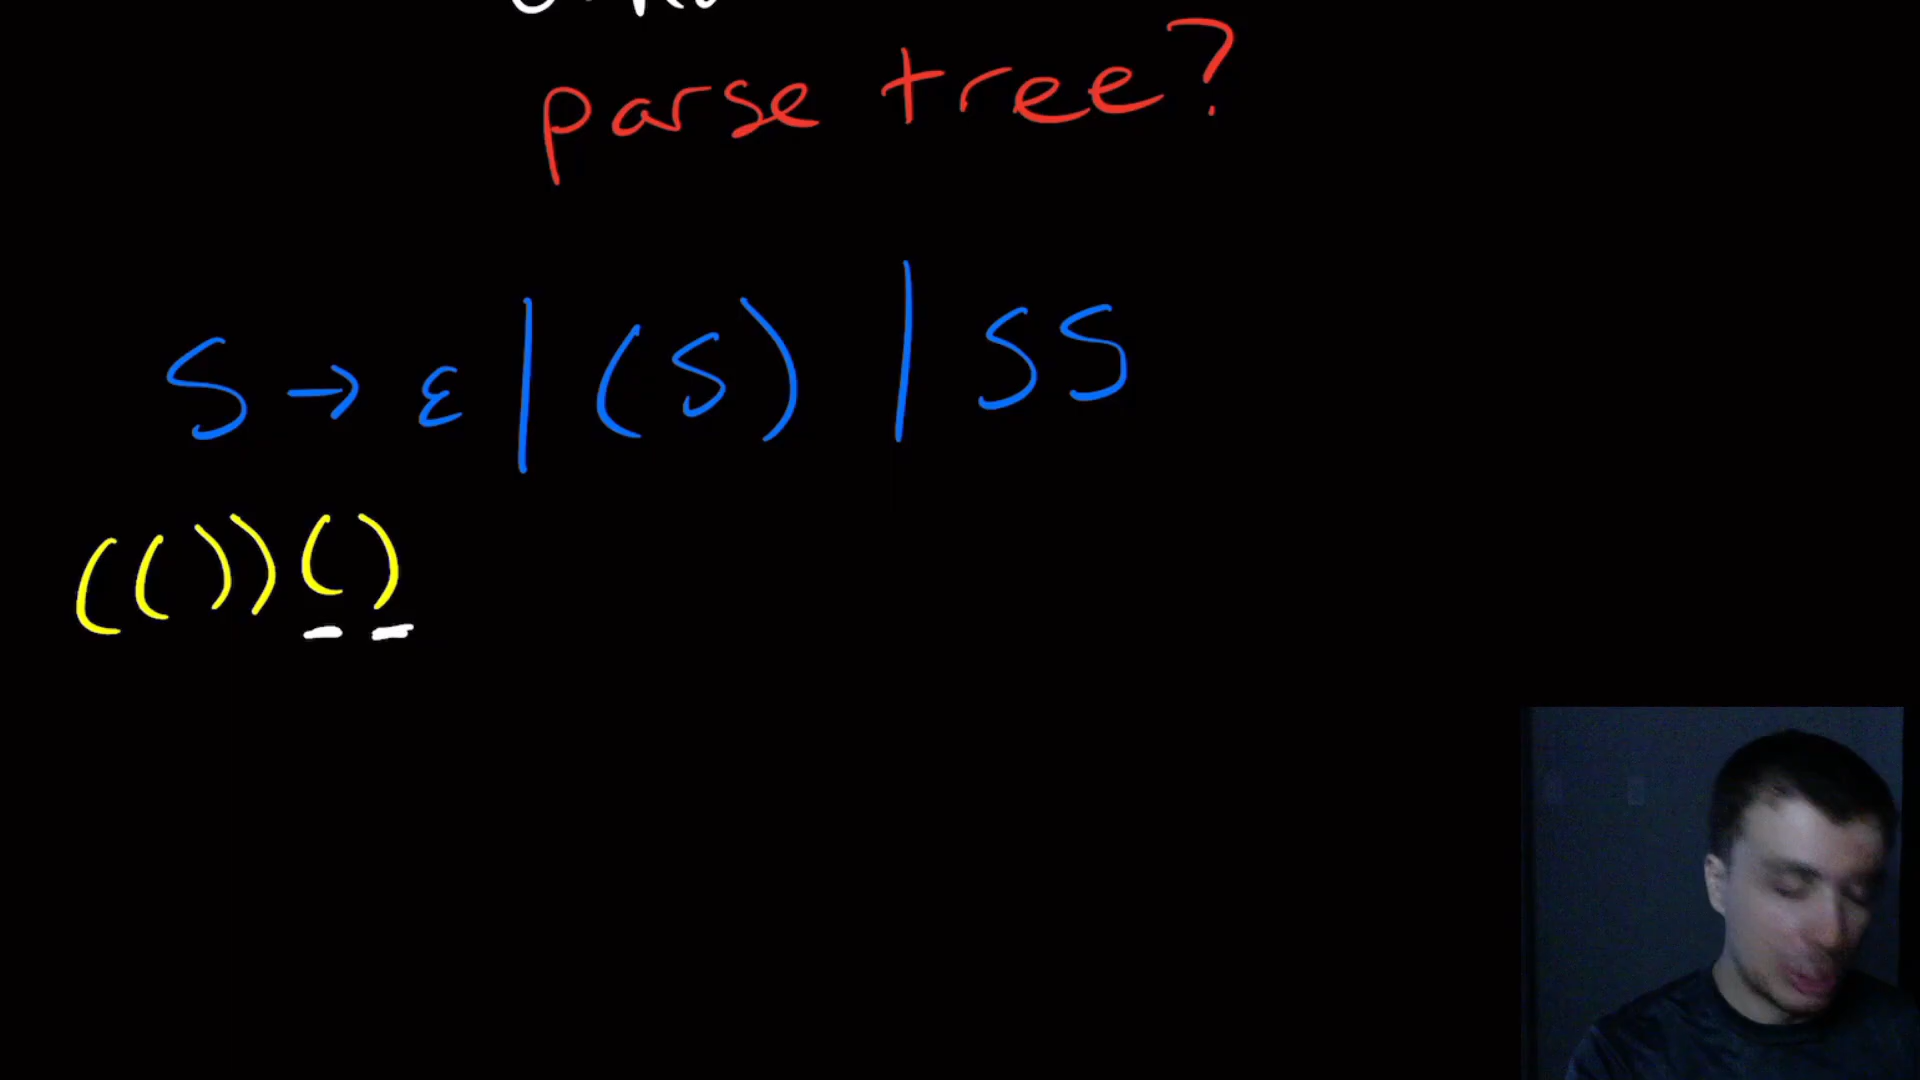 parse tree?
S → ε | (S) | SS
(())()